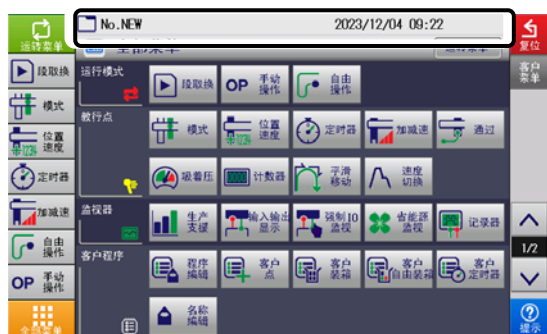 No.NEW 2023/12/04 09:22
运转菜单
复位
段取换
模式
位置
速度
定时器
加减速
自由
操作
OP 手动
操作
全部菜单
运行模式
段取换
OP 手动
操作
自由
操作
教行点
模式
位置
速度
定时器
加减速
通过
吸着压
计数器
平滑
移动
速度
切换
监视器
生产
支援
输入输出
显示
强制IO
监视
省能源
监视
记录器
客户程序
程序
编辑
客户
点
客户
装箱
客户
自由装箱
客户
定时器
名称
编辑
客户
菜单
1/2
提示